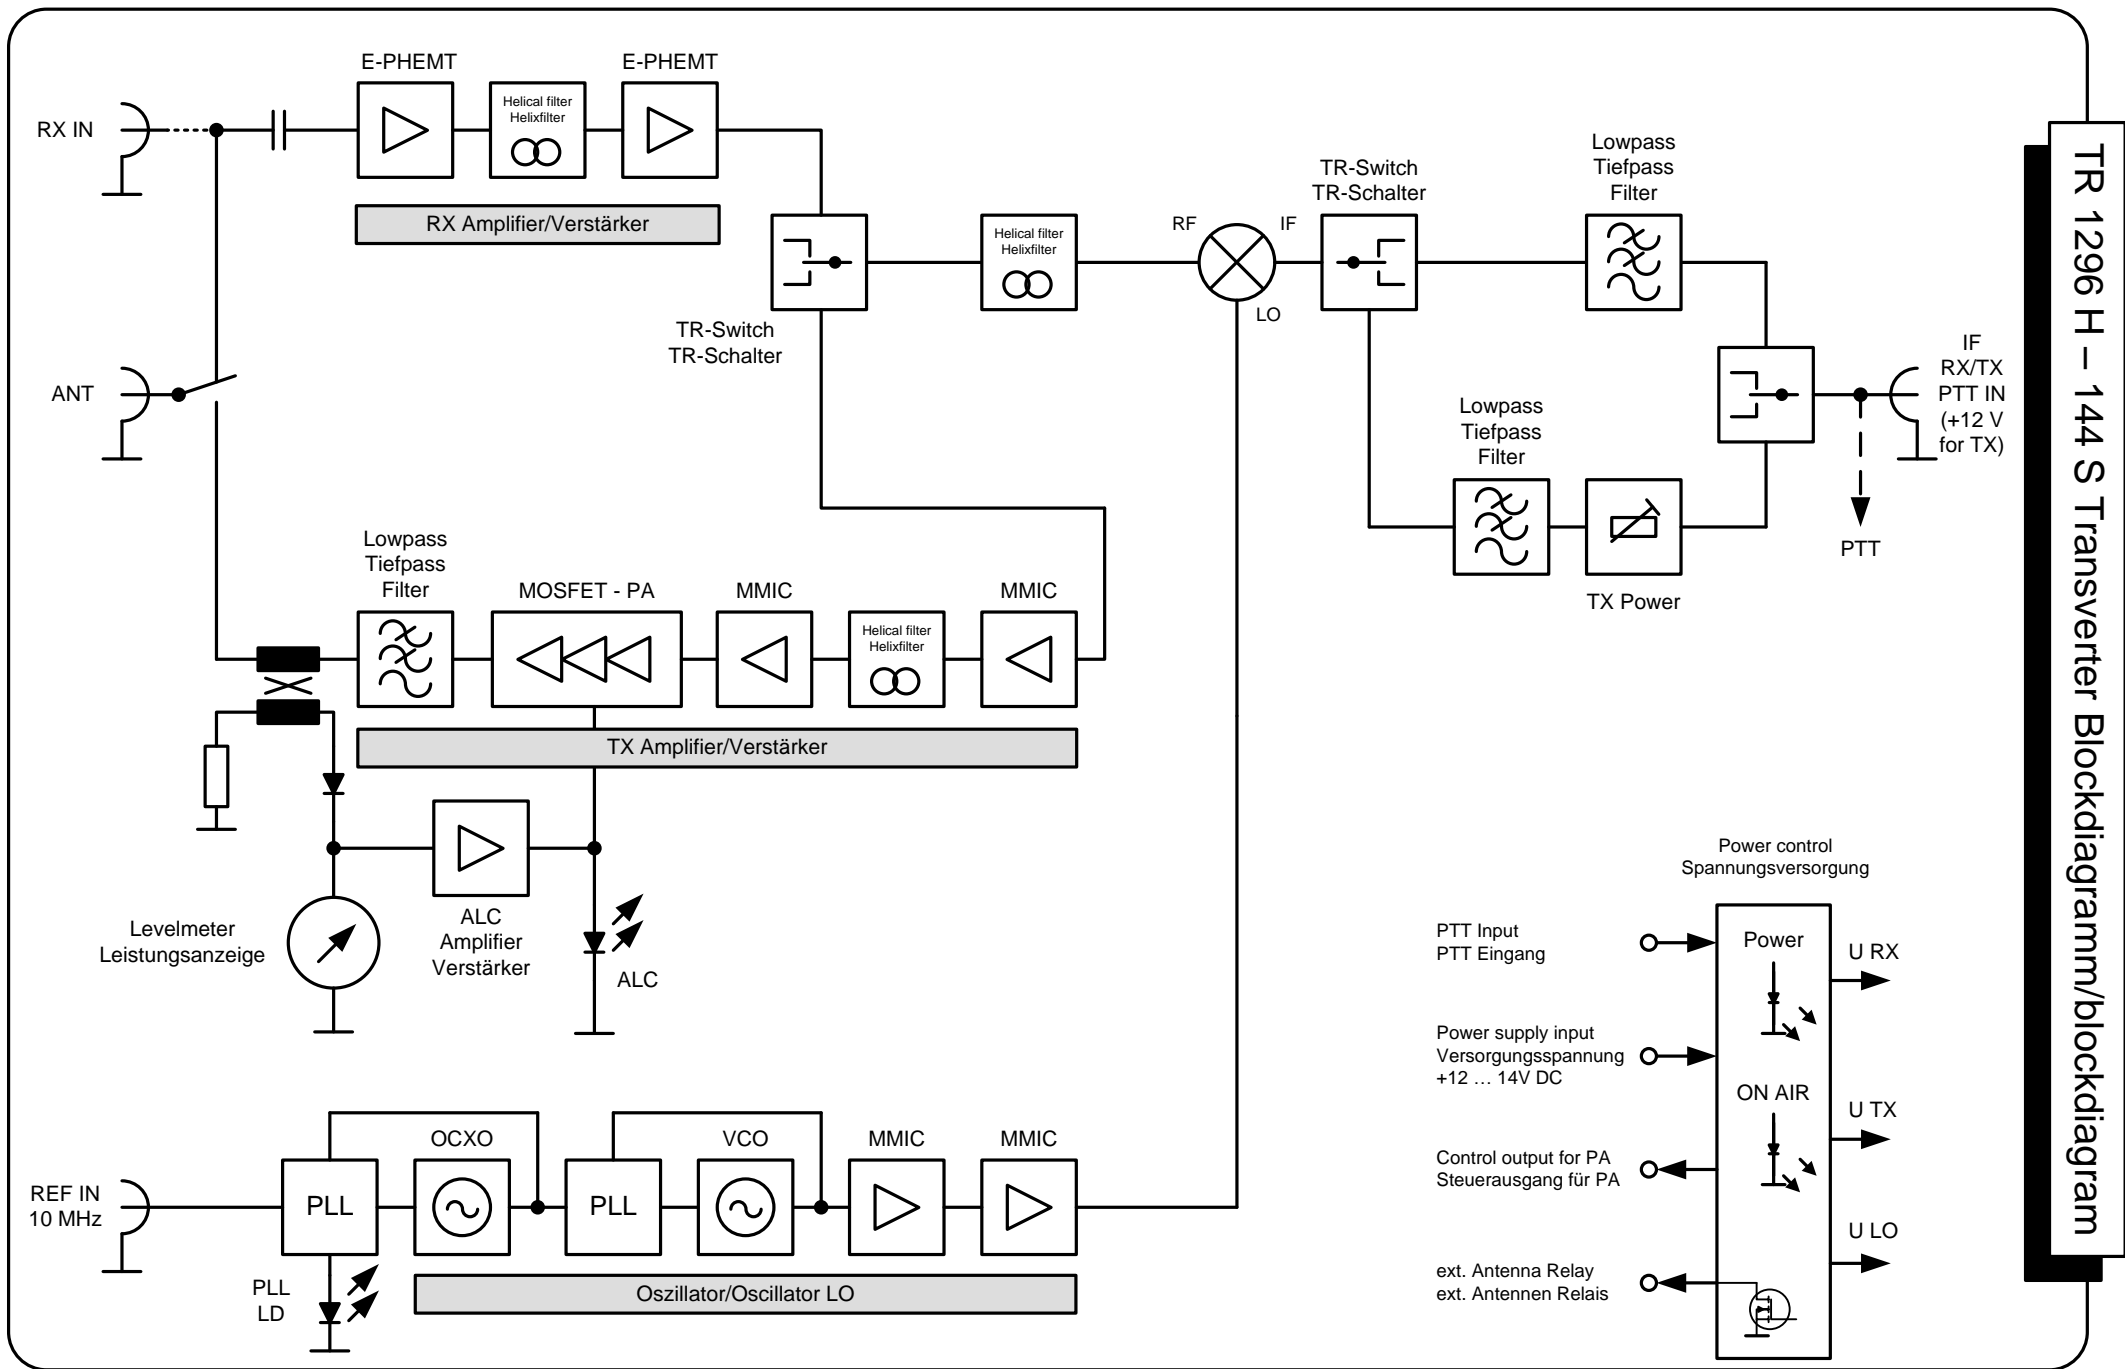 E-PHEMT
E-PHEMT
RX IN
Helical filter
Helixfilter
RX Amplifier/Verstärker
TR-Switch
TR-Schalter
Helical filter
Helixfilter
RF
IF
LO
TR-Switch
TR-Schalter
Lowpass
Tiefpass
Filter
ANT
IF
RX/TX
PTT IN
(+12 V
for TX)
PTT
Lowpass
Tiefpass
Filter
TX Power
Lowpass
Tiefpass
Filter
MOSFET - PA
MMIC
Helical filter
Helixfilter
MMIC
TX Amplifier/Verstärker
Levelmeter
Leistungsanzeige
ALC
Amplifier
Verstärker
ALC
REF IN
10 MHz
PLL
OCXO
PLL
VCO
MMIC
MMIC
PLL
LD
Oszillator/Oscillator LO
Power control
Spannungsversorgung
PTT Input
PTT Eingang
Power
U RX
Power supply input
Versorgungsspannung
+12 … 14V DC
ON AIR
U TX
Control output for PA
Steuerausgang für PA
U LO
ext. Antenna Relay
ext. Antennen Relais
TR 1296 H – 144 S Transverter Blockdiagramm/blockdiagram